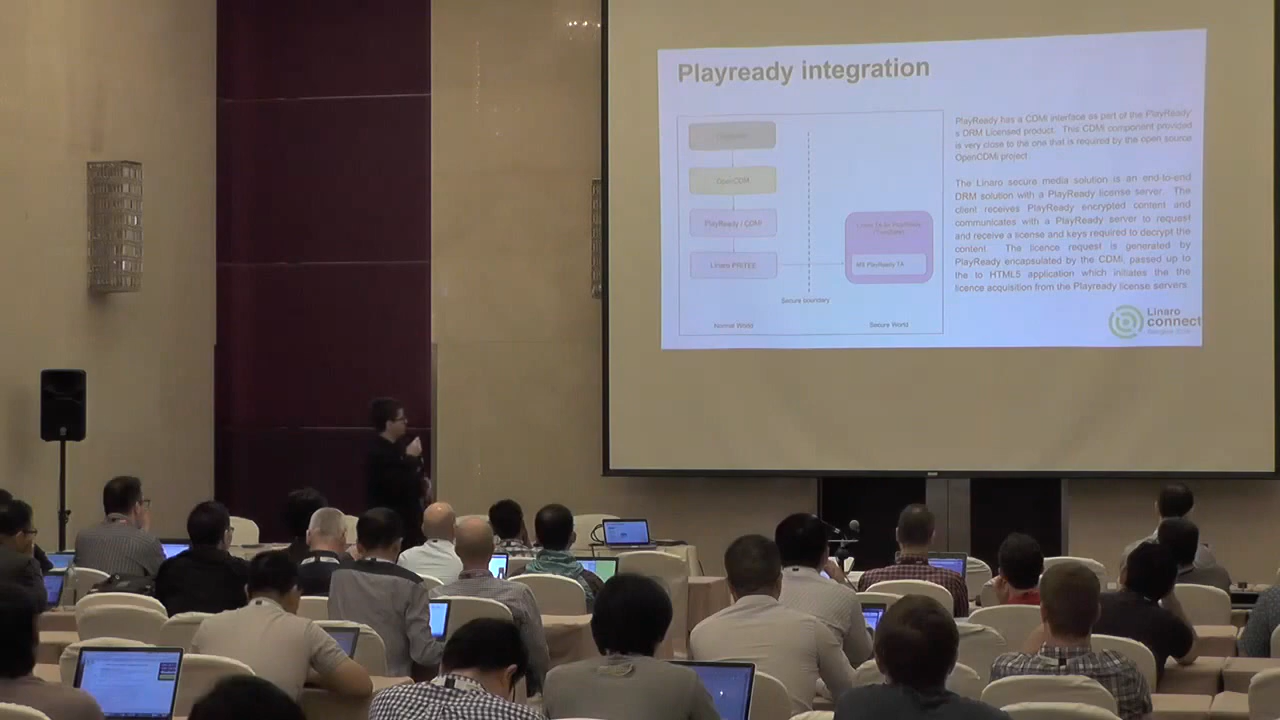 Playready integration
PlayReady has a CDMi interface as part of the PlayReady
s DRM Licensed product. This CDMi component provided
is very close to the one that is required by the open source
OpenCDMi project
The Linaro secure media solution is an end-to-end
DRM solution with a PlayReady license server. The
client receives PlayReady encrypted content and
communicates with a PlayReady server to request
and receive a license and keys required to decrypt the
content. The licence request is generated by
PlayReady encapsulated by the CDMi, passed up to
the to HTML5 application which initiates the the
licence acquisition from the Playready license servers
OpenCDM
PlayReady / CDMi
Linaro
MS PlayReady TA
Secure boundary
Normal World
Secure World
Linaro
connect